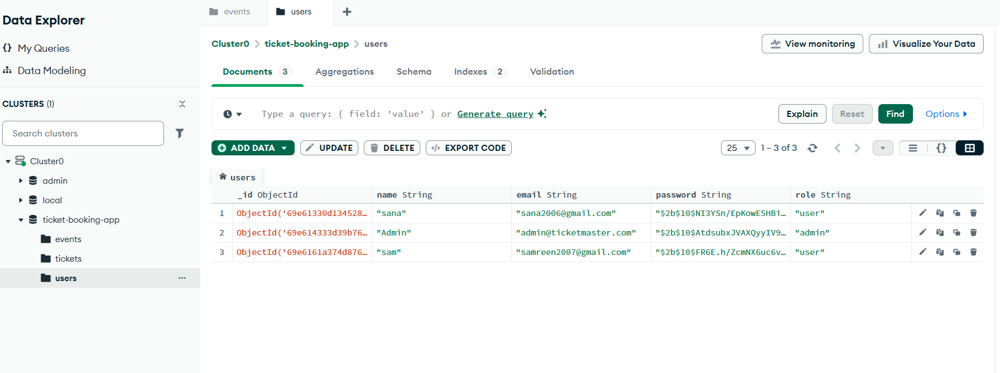 Data Explorer
My Queries
Data Modeling
CLUSTERS (1)
Search clusters
Cluster0
admin
local
ticket-booking-app
events
tickets
users
events
users
Cluster0 > ticket-booking-app > users
View monitoring
Visualize Your Data
Documents 3 Aggregations Schema Indexes 2 Validation
Type a query: { field: 'value' } or Generate query
Explain Reset Find Options
ADD DATA UPDATE DELETE EXPORT CODE
25 1 – 3 of 3
users
_id ObjectId name String email String password String role String
1 ObjectId('69e61330d134528… "sana" "sana2006@gmail.com" "$2b$10$NI3YSn/EpKowE5HBi… "user"
2 ObjectId('69e614333d39b76… "Admin" "admin@ticketmaster.com" "$2b$10$AtdsubxJVAXQyyIV9… "admin"
3 ObjectId('69e6161a374d876… "sam" "samreen2007@gmail.com" "$2b$10$FR6E.h/ZcmNX6uc6v… "user"